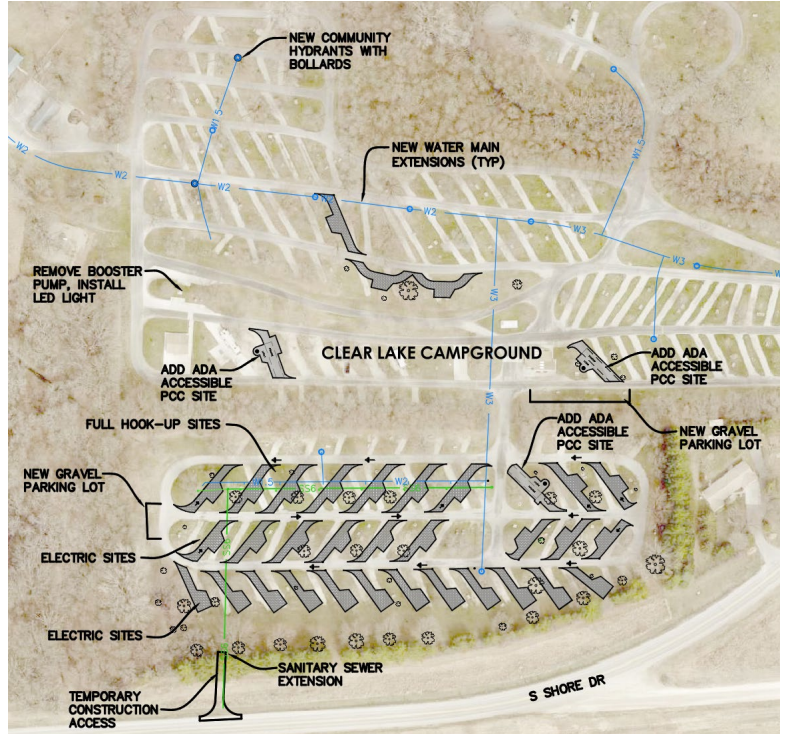 NEW COMMUNITY
HYDRANTS WITH
BOLLARDS
W1.5
W1.5
W2
NEW WATER MAIN
EXTENSIONS (TYP)
W2
W2
W3
W3
REMOVE BOOSTER
PUMP, INSTALL
LED LIGHT
W3
CLEAR LAKE CAMPGROUND
ADD ADA
ACCESSIBLE
PCC SITE
ADD ADA
ACCESSIBLE
PCC SITE
W3
FULL HOOK-UP SITES
ADD ADA
ACCESSIBLE
PCC SITE
NEW GRAVEL
PARKING LOT
NEW GRAVEL
PARKING LOT
W2
ELECTRIC SITES
ELECTRIC SITES
SANITARY SEWER
EXTENSION
TEMPORARY
CONSTRUCTION
ACCESS
S SHORE DR